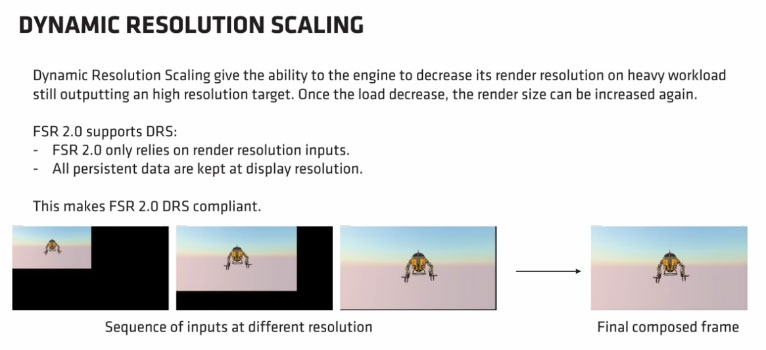 DYNAMIC RESOLUTION SCALING
Dynamic Resolution Scaling give the ability to the engine to decrease its render resolution on heavy workload
still outputting an high resolution target. Once the load decrease, the render size can be increased again.
FSR 2.0 supports DRS:
- FSR 2.0 only relies on render resolution inputs.
- All persistent data are kept at display resolution.
This makes FSR 2.0 DRS compliant.
Sequence of inputs at different resolution
Final composed frame